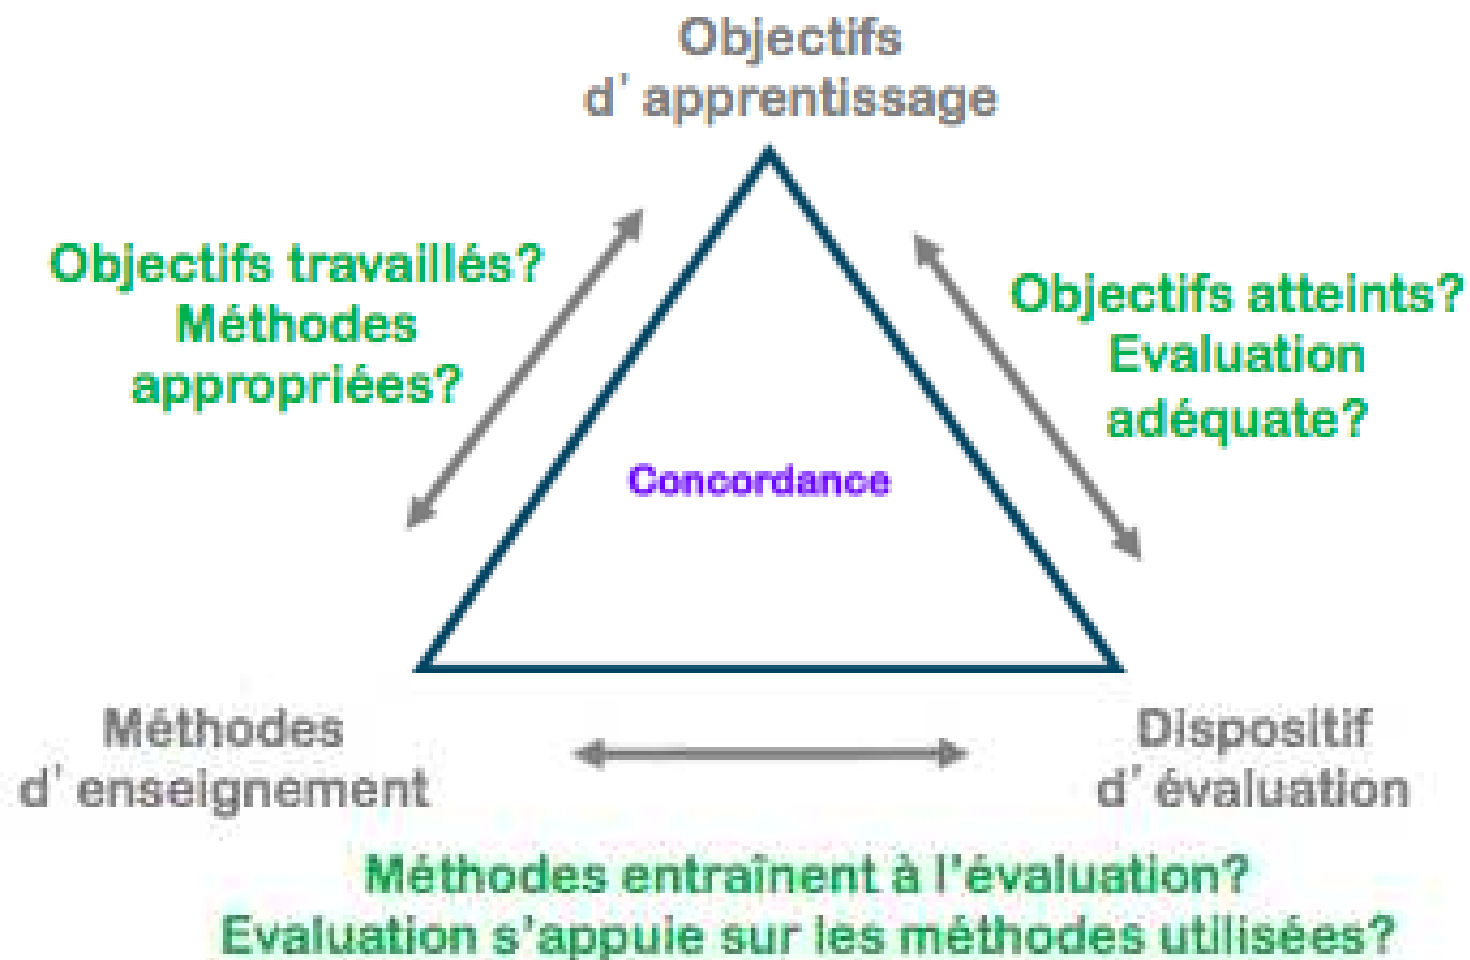 Objectifs
d' apprentissage
Objectifs travaillés?
Méthodes
appropriées?
Objectifs atteints?
Evaluation
adéquate?
Concordance
Méthodes
d' enseignement
Dispositif
d' évaluation
Méthodes entraînent à l'évaluation?
Evaluation s'appuie sur les méthodes utilisées?